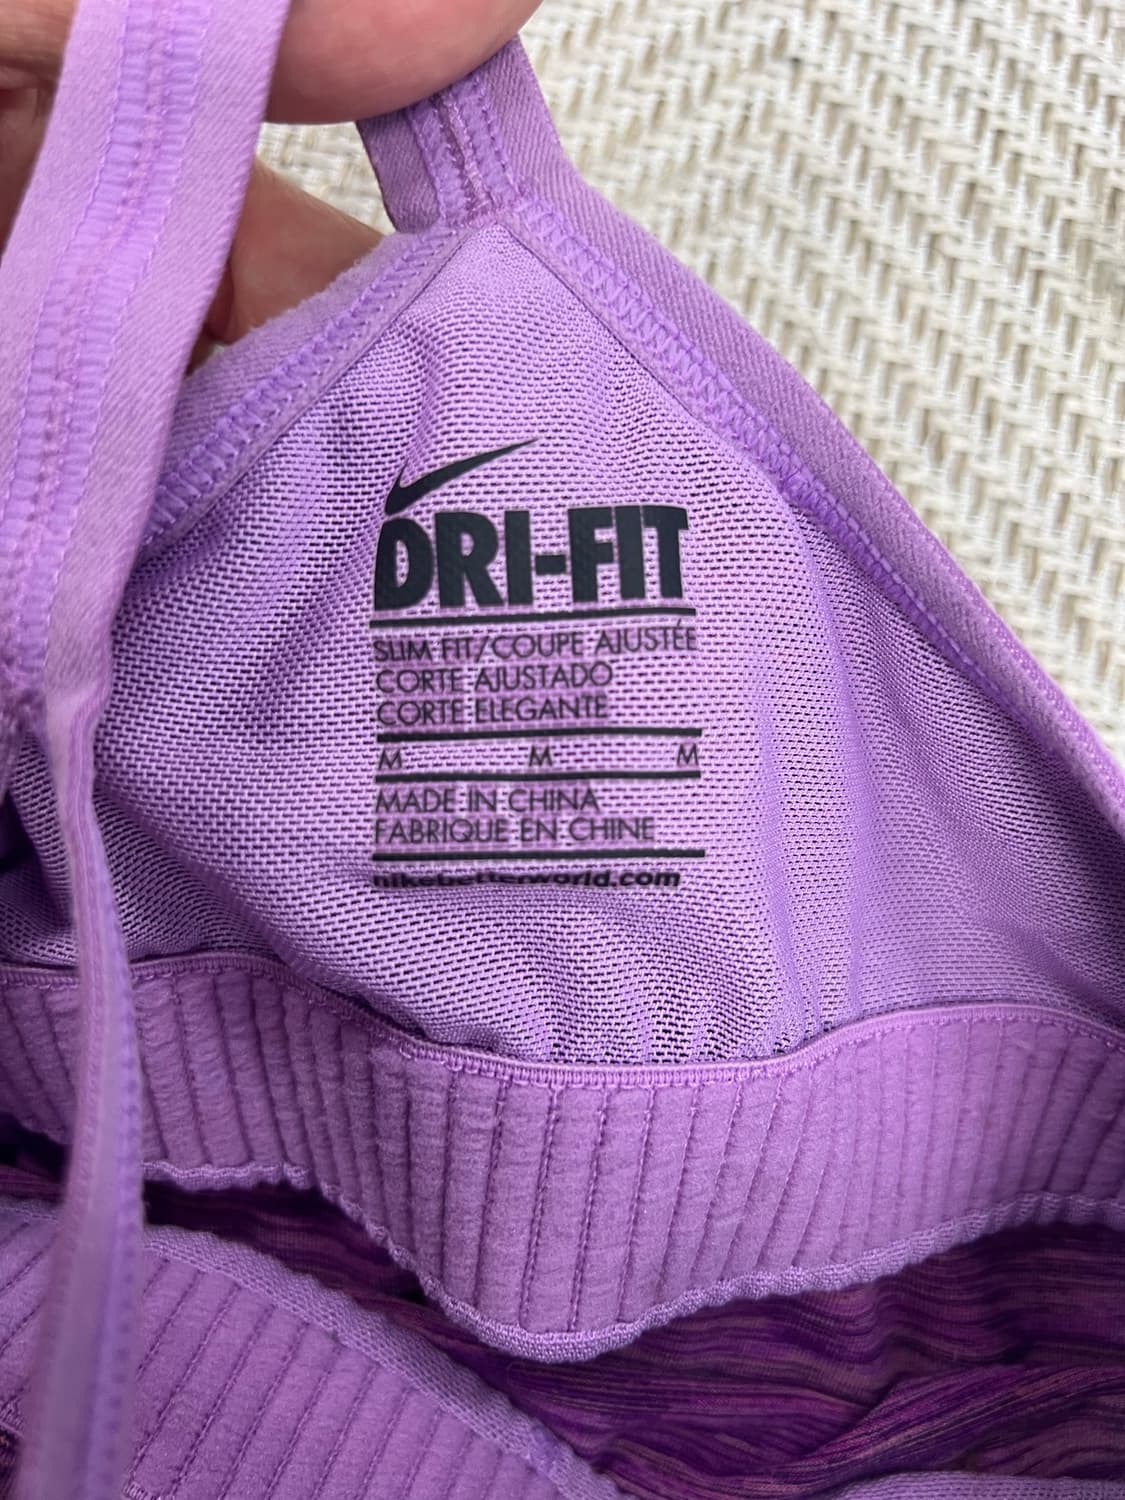 DRI-FIT
SLIM FIT/COUPE AJUSTÉE
CORTE AJUSTADO
CORTE ELEGANTE
M M M
MADE IN CHINA
FABRIQUE EN CHINE
nikebetterworld.com